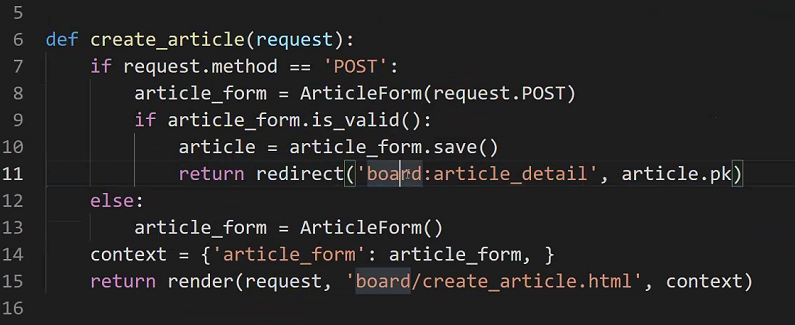 5
6 def create_article(request):
7     if request.method == 'POST':
8         article_form = ArticleForm(request.POST)
9         if article_form.is_valid():
10             article = article_form.save()
11             return redirect('board:article_detail', article.pk)
12     else:
13         article_form = ArticleForm()
14     context = {'article_form': article_form, }
15     return render(request, 'board/create_article.html', context)
16